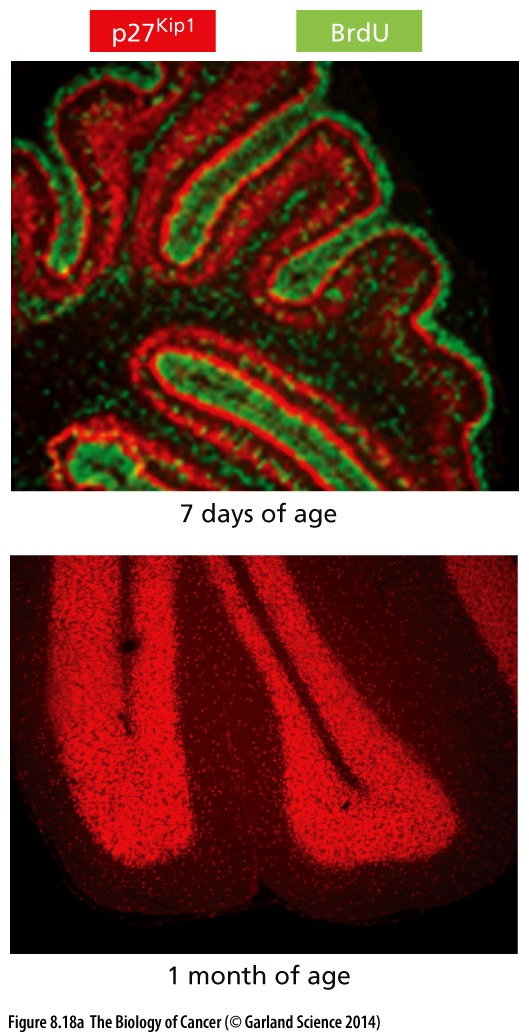 p27Kip1
BrdU
7 days of age
1 month of age
Figure 8.18a The Biology of Cancer (© Garland Science 2014)